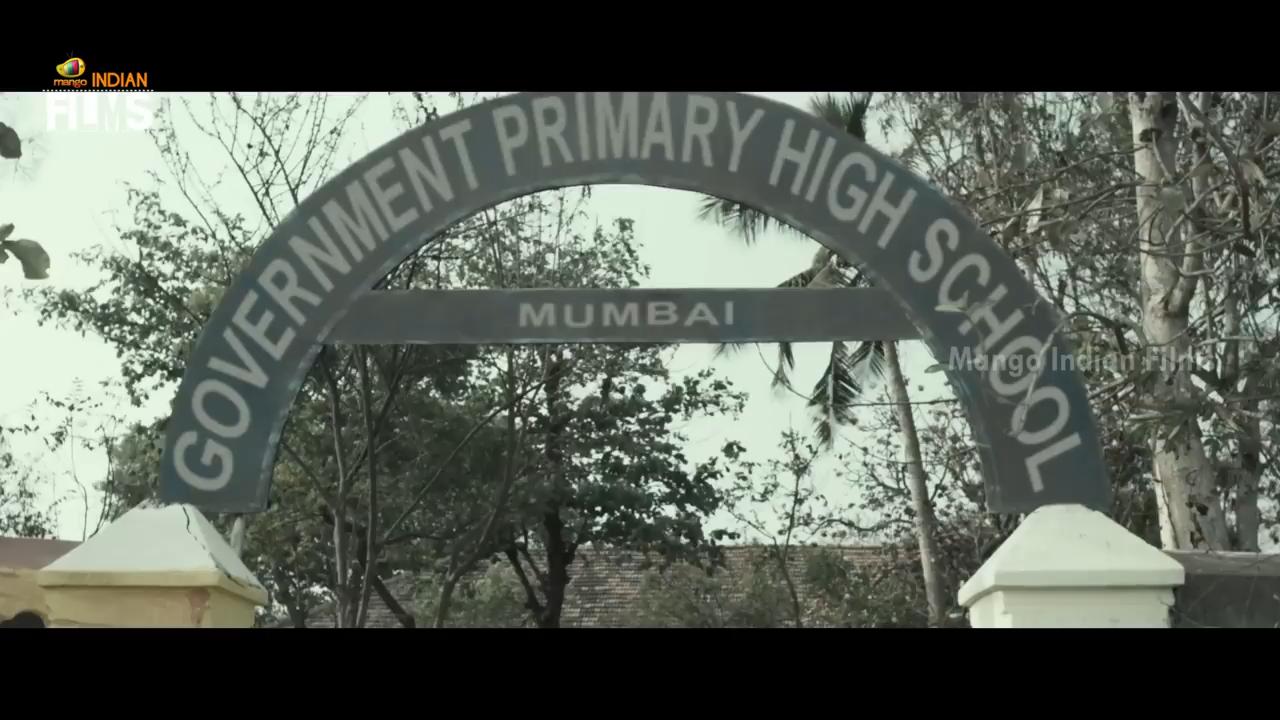 mango INDIAN
FILMS
GOVERNMENT PRIMARY HIGH SCHOOL
MUMBAI
Mango Indian Films